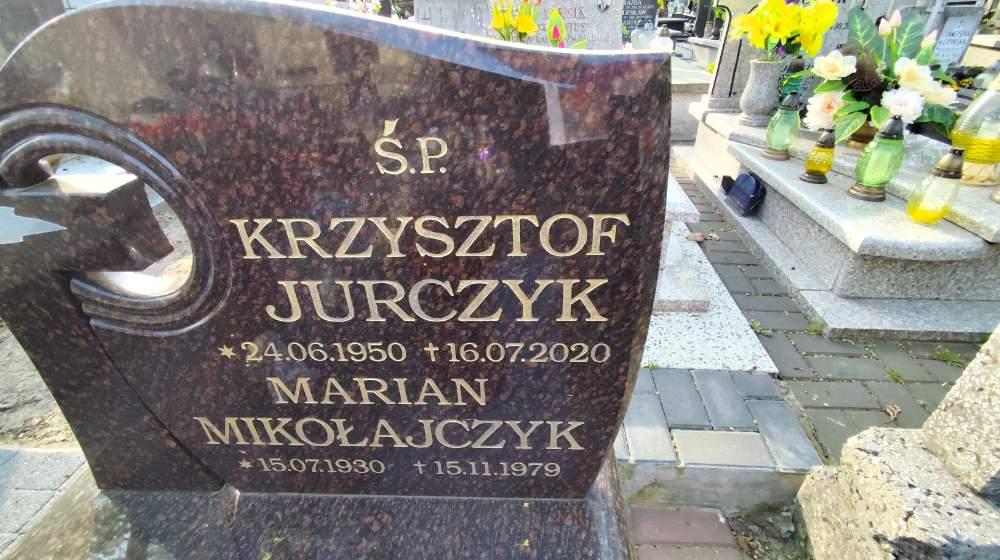 Ś.P.
KRZYSZTOF
JURCZYK
*24.06.1950 †16.07.2020
MARIAN
MIKOŁAJCZYK
*15.07.1930 †15.11.1979